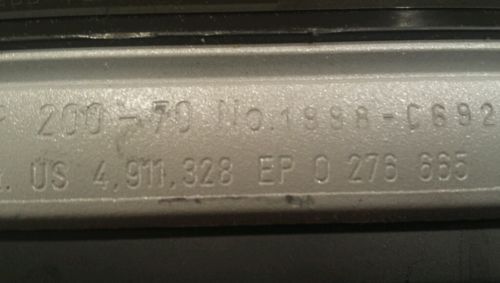 200-70 No.1998-C692
US 4,911,328 EP 0 276 665